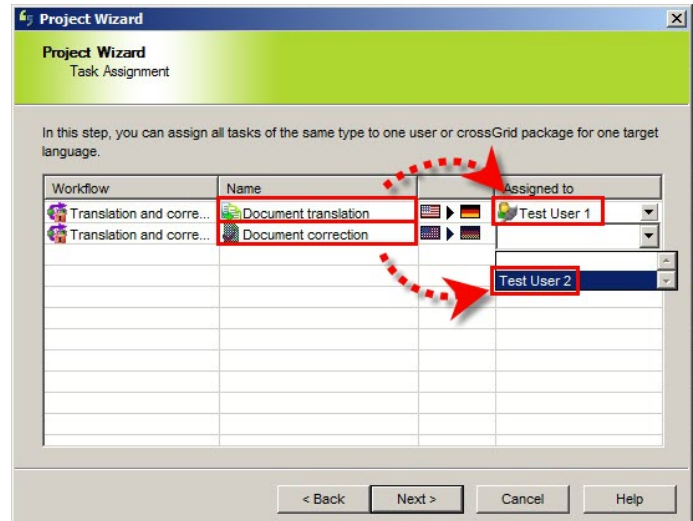 Project Wizard
Project Wizard
Task Assignment
In this step, you can assign all tasks of the same type to one user or crossGrid package for one target
language.
Workflow Name Assigned to
Translation and corre... Document translation Test User 1
Translation and corre... Document correction
Test User 2
< Back Next > Cancel Help